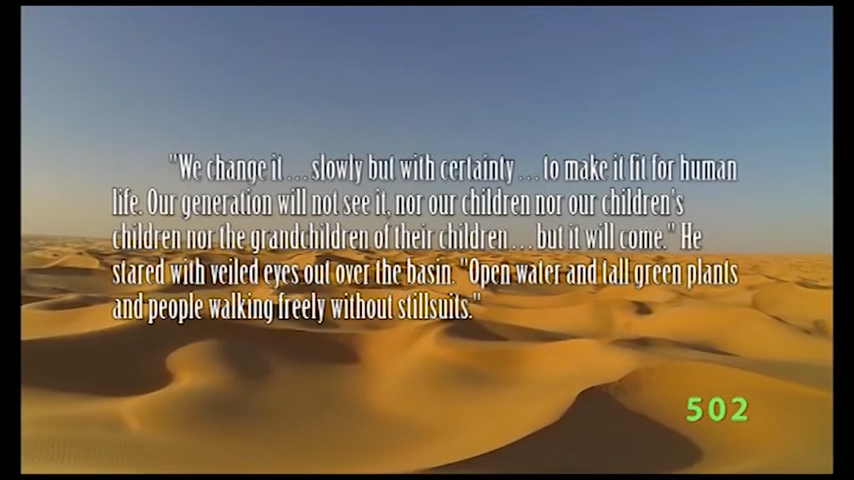 "We change it . . . slowly but with certainty . . . to make it fit for human
life. Our generation will not see it, nor our children nor our children's
children nor the grandchildren of their children . . . but it will come." He
stared with veiled eyes out over the basin. "Open water and tall green plants
and people walking freely without stillsuits."
502